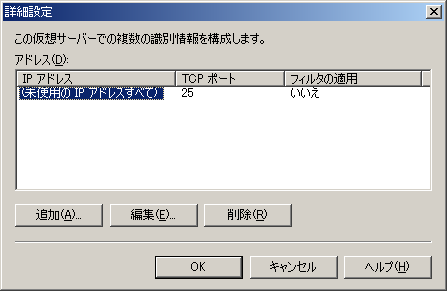 詳細設定
この仮想サーバーでの複数の識別情報を構成します。
アドレス(D):
IP アドレス TCP ポート フィルタの適用
(未使用の IP アドレスすべて) 25 いいえ
追加(A)... 編集(E)... 削除(R)
OK キャンセル ヘルプ(H)